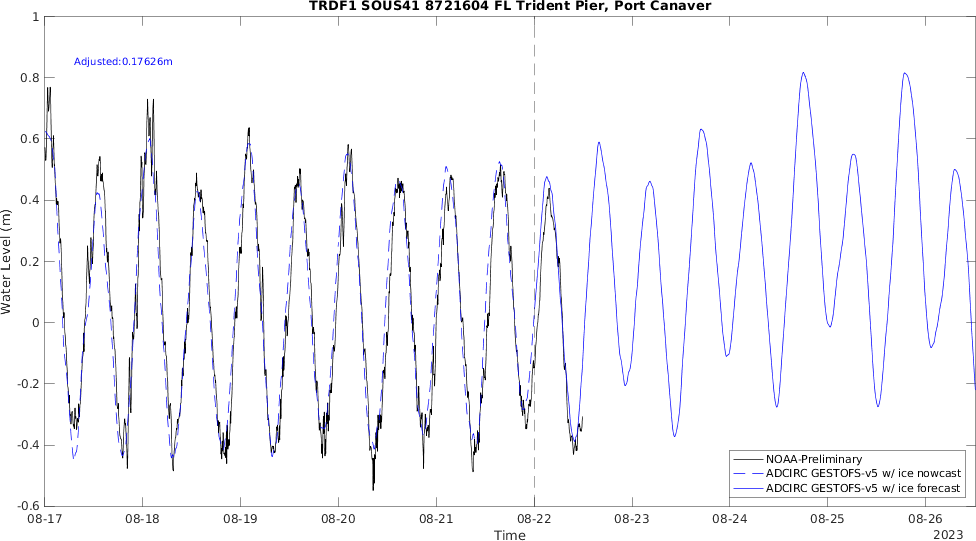 TRDF1 SOUS41 8721604 FL Trident Pier, Port Canaver
Adjusted:0.17626m
Water Level (m)
1
0.8
0.6
0.4
0.2
0
-0.2
-0.4
-0.6
NOAA-Preliminary
ADCIRC GESTOFS-v5 w/ ice nowcast
ADCIRC GESTOFS-v5 w/ ice forecast
08-17 08-18 08-19 08-20 08-21 08-22 08-23 08-24 08-25 08-26
Time
2023